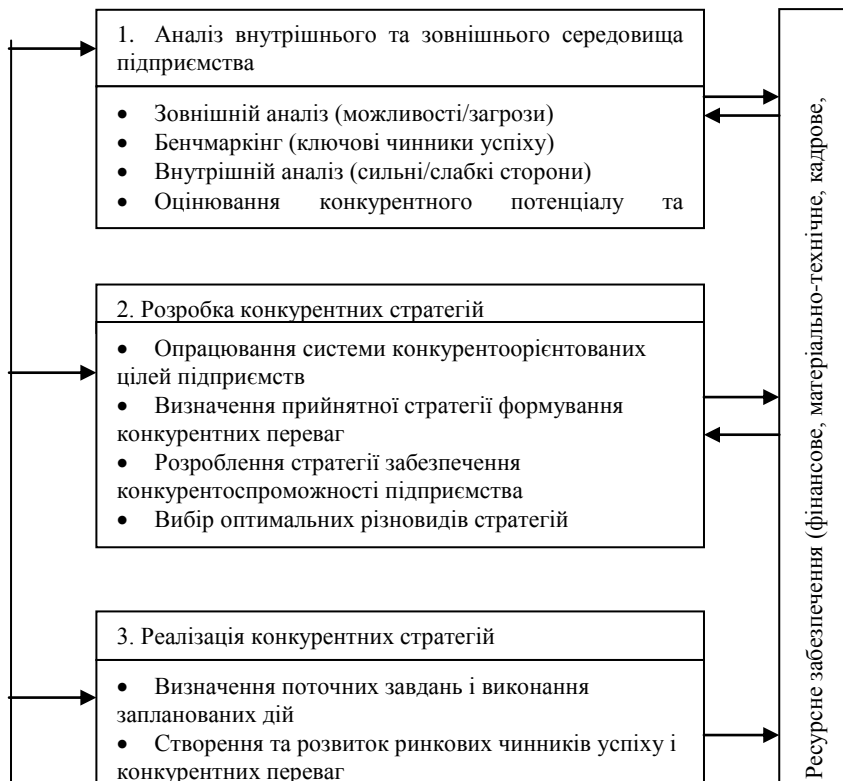 1. Аналіз внутрішнього та зовнішнього середовища
підприємства
• Зовнішній аналіз (можливості/загрози)
• Бенчмаркінг (ключові чинники успіху)
• Внутрішній аналіз (сильні/слабкі сторони)
• Оцінювання конкурентного потенціалу та
2. Розробка конкурентних стратегій
• Опрацювання системи конкурентоорієнтованих
цілей підприємств
• Визначення прийнятної стратегії формування
конкурентних переваг
• Розроблення стратегії забезпечення
конкурентоспроможності підприємства
• Вибір оптимальних різновидів стратегій
3. Реалізація конкурентних стратегій
• Визначення поточних завдань і виконання
запланованих дій
• Створення та розвиток ринкових чинників успіху і
конкурентних переваг
Ресурсне забезпечення (фінансове, матеріально-технічне, кадрове,